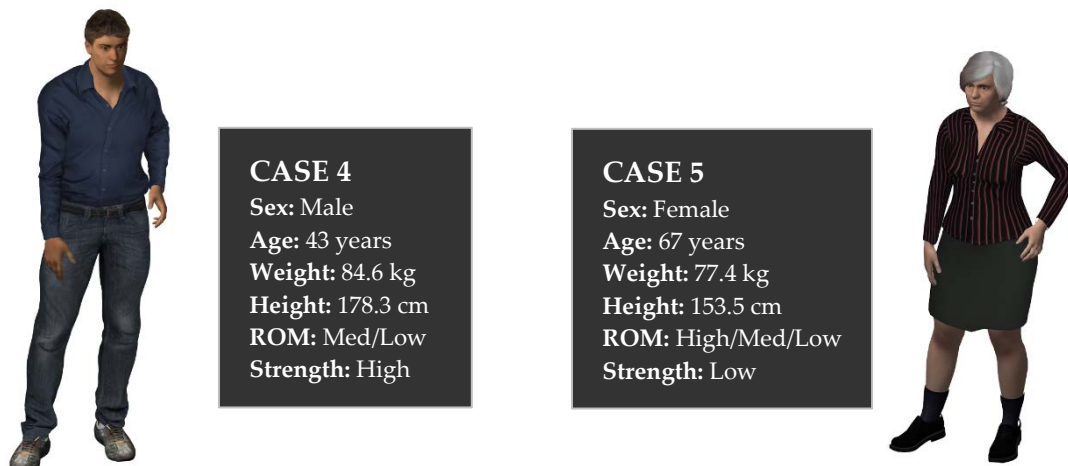 CASE 4
Sex: Male
Age: 43 years
Weight: 84.6 kg
Height: 178.3 cm
ROM: Med/Low
Strength: High
CASE 5
Sex: Female
Age: 67 years
Weight: 77.4 kg
Height: 153.5 cm
ROM: High/Med/Low
Strength: Low